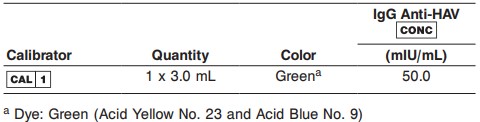 IgG Anti-HAV
CONC
Calibrator Quantity Color (mIU/mL)
CAL 1 1 x 3.0 mL Greenᵃ 50.0
ᵃ Dye: Green (Acid Yellow No. 23 and Acid Blue No. 9)